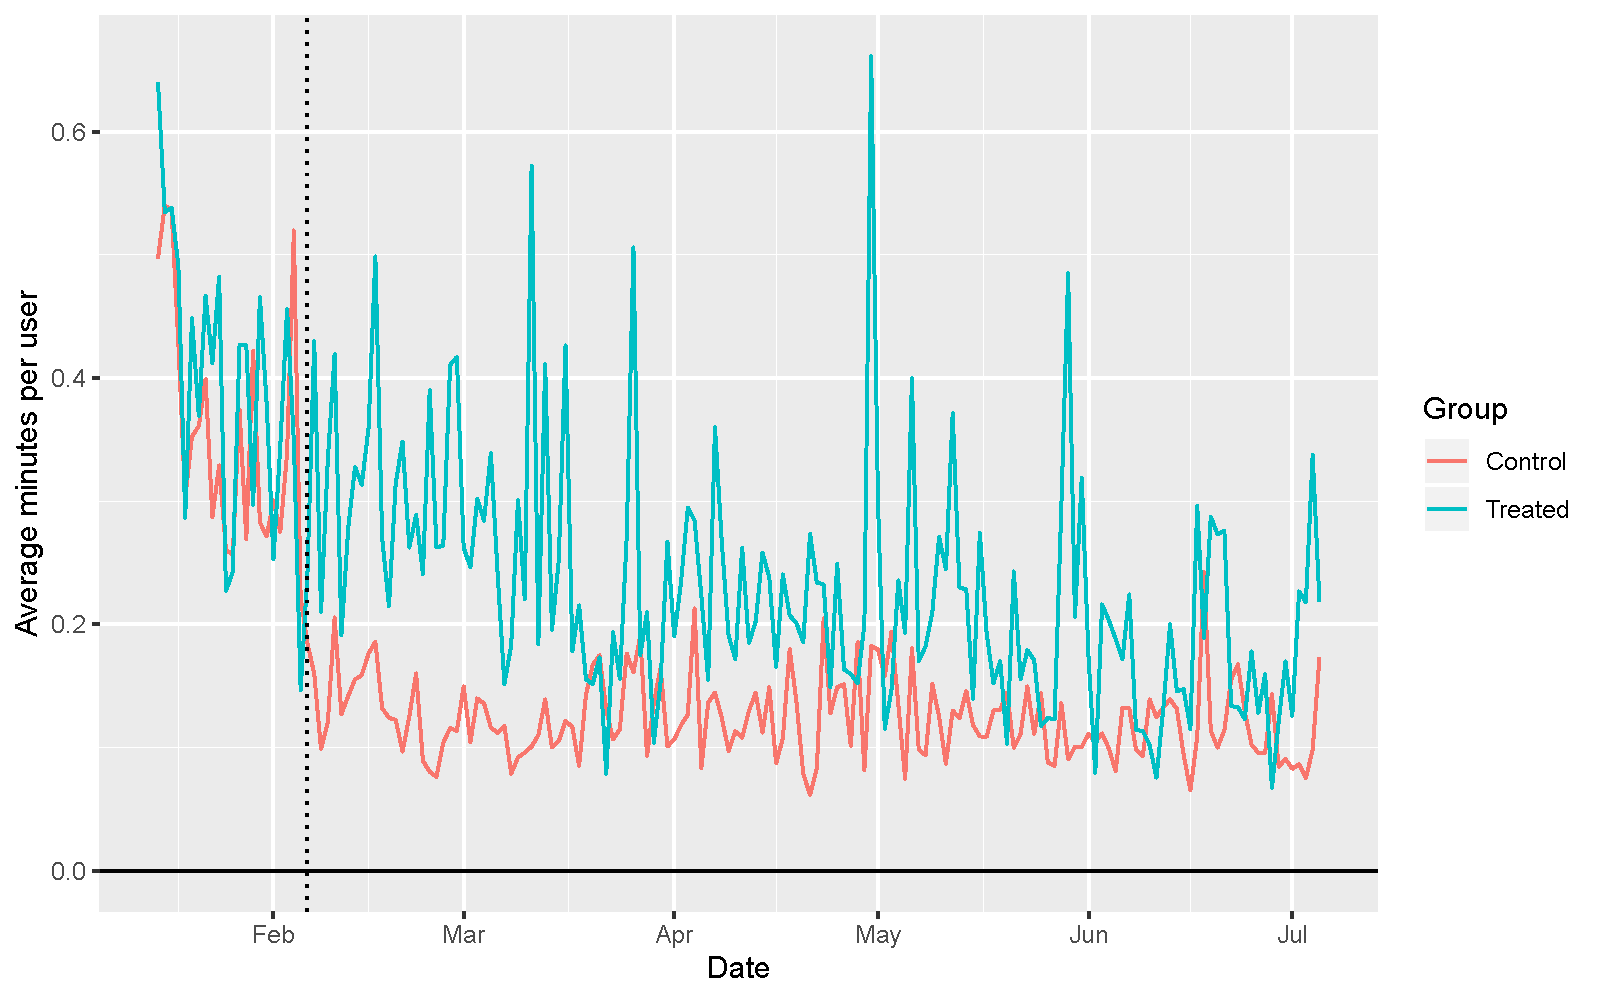 Average minutes per user
0.6
0.4
0.2
0.0
Feb
Mar
Apr
May
Jun
Jul
Date
Group
Control
Treated